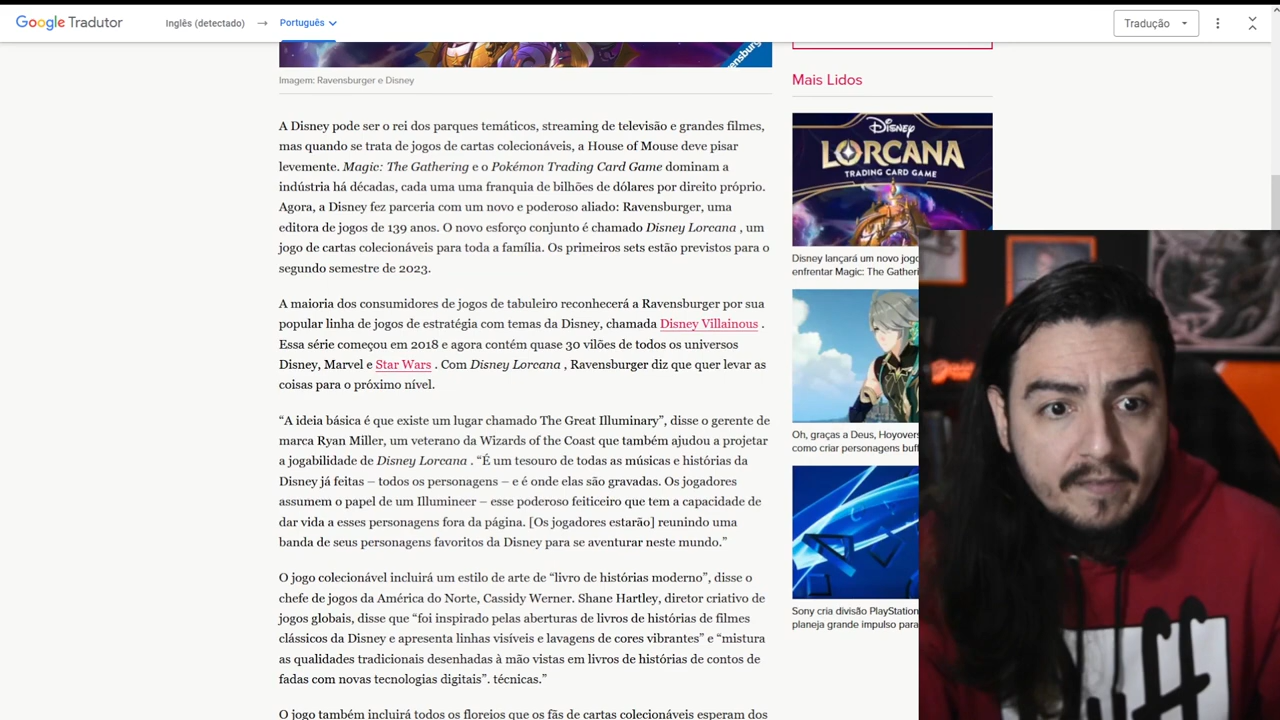 Google Tradutor
Inglês (detectado) → Português
Tradução
ensburg
Imagem: Ravensburger e Disney
A Disney pode ser o rei dos parques temáticos, streaming de televisão e grandes filmes,
mas quando se trata de jogos de cartas colecionáveis, a House of Mouse deve pisar
levemente. Magic: The Gathering e o Pokémon Trading Card Game dominam a
indústria há décadas, cada uma uma franquia de bilhões de dólares por direito próprio.
Agora, a Disney fez parceria com um novo e poderoso aliado: Ravensburger, uma
editora de jogos de 139 anos. O novo esforço conjunto é chamado Disney Lorcana , um
jogo de cartas colecionáveis para toda a família. Os primeiros sets estão previstos para o
segundo semestre de 2023.
A maioria dos consumidores de jogos de tabuleiro reconhecerá a Ravensburger por sua
popular linha de jogos de estratégia com temas da Disney, chamada Disney Villainous .
Essa série começou em 2018 e agora contém quase 30 vilões de todos os universos
Disney, Marvel e Star Wars . Com Disney Lorcana , Ravensburger diz que quer levar as
coisas para o próximo nível.
“A ideia básica é que existe um lugar chamado The Great Illuminary”, disse o gerente de
marca Ryan Miller, um veterano da Wizards of the Coast que também ajudou a projetar
a jogabilidade de Disney Lorcana . “É um tesouro de todas as músicas e histórias da
Disney já feitas – todos os personagens – e é onde elas são gravadas. Os jogadores
assumem o papel de um Illumineer – esse poderoso feiticeiro que tem a capacidade de
dar vida a esses personagens fora da página. [Os jogadores estarão] reunindo uma
banda de seus personagens favoritos da Disney para se aventurar neste mundo.”
O jogo colecionável incluirá um estilo de arte de “livro de histórias moderno”, disse o
chefe de jogos da América do Norte, Cassidy Werner. Shane Hartley, diretor criativo de
jogos globais, disse que “foi inspirado pelas aberturas de livros de histórias de filmes
clássicos da Disney e apresenta linhas visíveis e lavagens de cores vibrantes” e “mistura
as qualidades tradicionais desenhadas à mão vistas em livros de histórias de contos de
fadas com novas tecnologias digitais”. técnicas.”
O jogo também incluirá todos os floreios que os fãs de cartas colecionáveis esperam dos
Mais Lidos
Disney
LORCANA
TRADING CARD GAME
Disney lançará um novo jogo
enfrentar Magic: The Gatheri
Oh, graças a Deus, Hoyovers
como criar personagens buf
Sony cria divisão PlayStation
planeja grande impulso para